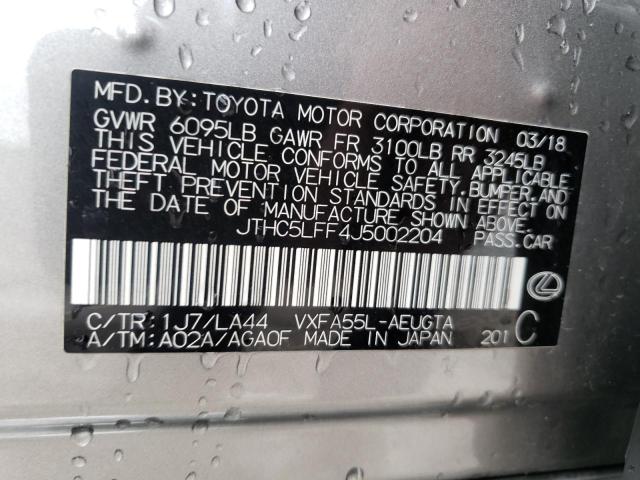 MFD. BY: TOYOTA MOTOR CORPORATION 03/18
GVWR 6095LB GAWR FR 3100LB RR 3245LB
THIS VEHICLE CONFORMS TO ALL APPLICABLE
FEDERAL MOTOR VEHICLE SAFETY, BUMPER, AND
THEFT PREVENTION STANDARDS IN EFFECT ON
THE DATE OF MANUFACTURE SHOWN ABOVE.
JTHC5LFF4J5002204 PASS.CAR
C/TR: 1J7/LA44 VXFA55L-AEUGTA
A/TM: A02A/AGA0F MADE IN JAPAN 201 C